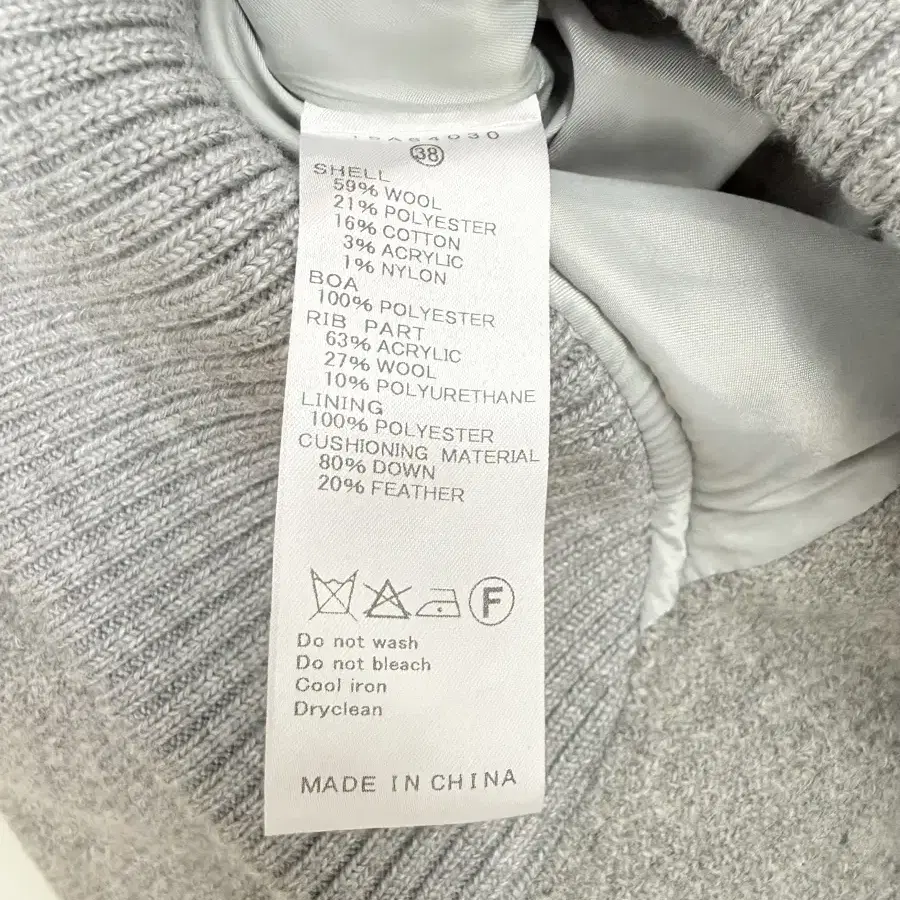 38
SHELL
59% WOOL
21% POLYESTER
16% COTTON
3% ACRYLIC
1% NYLON
BOA
100% POLYESTER
RIB PART
63% ACRYLIC
27% WOOL
10% POLYURETHANE
LINING
100% POLYESTER
CUSHIONING MATERIAL
80% DOWN
20% FEATHER
F
Do not wash
Do not bleach
Cool iron
Dryclean
MADE IN CHINA